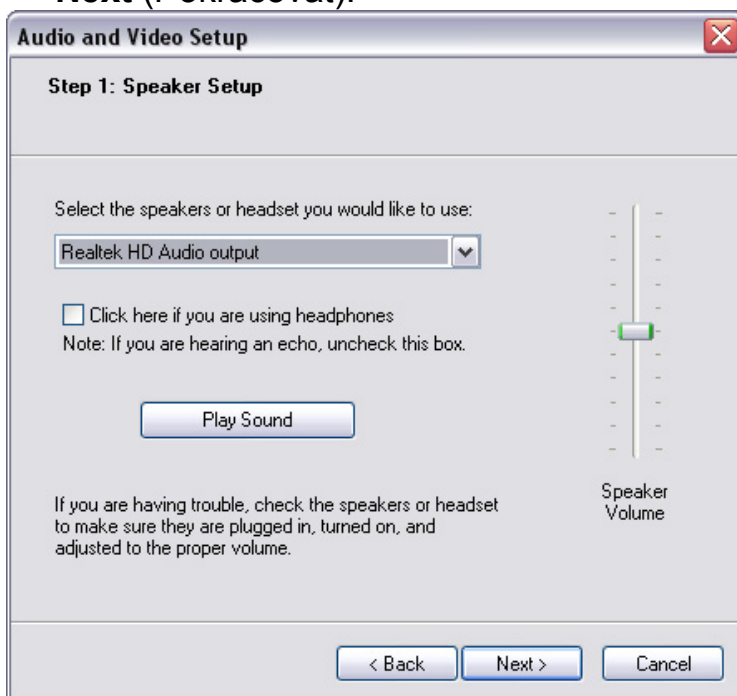 Next (Pokračovat).
Audio and Video Setup
Step 1: Speaker Setup
Select the speakers or headset you would like to use:
Realtek HD Audio output
Click here if you are using headphones
Note: If you are hearing an echo, uncheck this box.
Play Sound
If you are having trouble, check the speakers or headset
to make sure they are plugged in, turned on, and
adjusted to the proper volume.
Speaker
Volume
< Back
Next >
Cancel